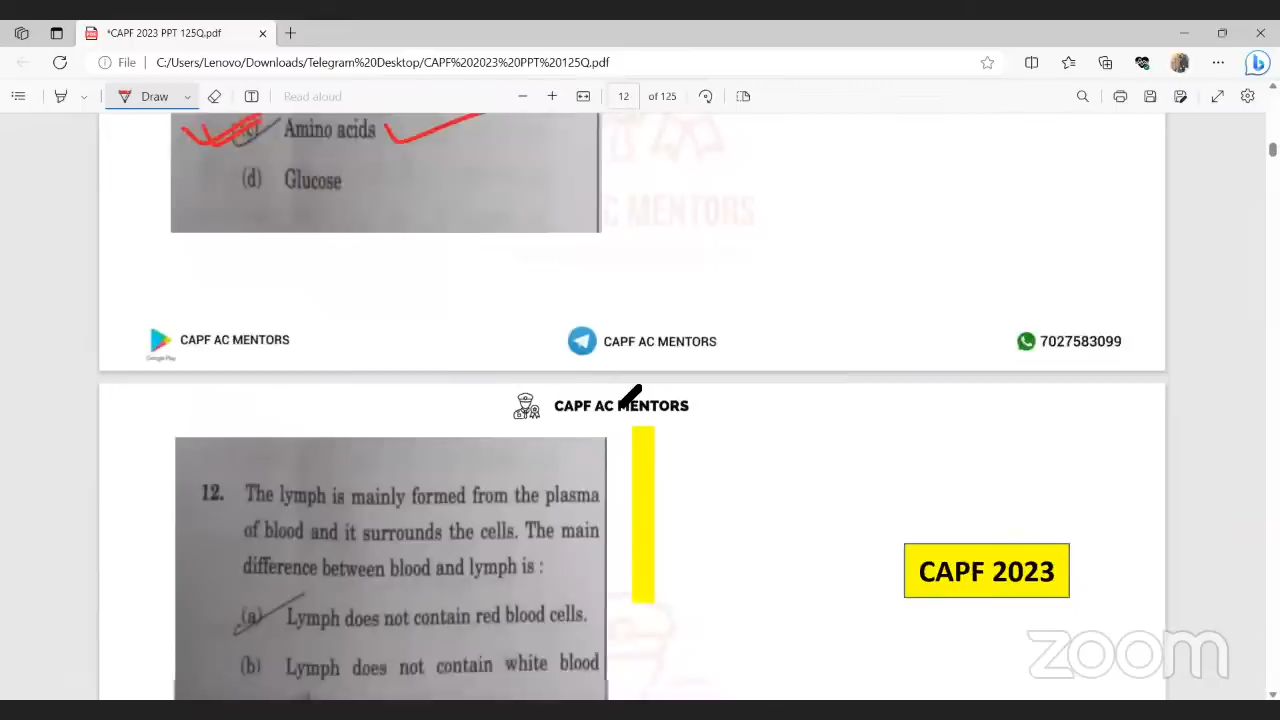 *CAPF 2023 PPT 125Q.pdf
File
C:/Users/Lenovo/Downloads/Telegram%20Desktop/CAPF%202023%20PPT%20125Q.pdf
Draw
Read aloud
12
of 125
(c) Amino acids
(d) Glucose
C MENTORS
Google Play
CAPF AC MENTORS
CAPF AC MENTORS
7027583099
CAPF AC MENTORS
12. The lymph is mainly formed from the plasma
of blood and it surrounds the cells. The main
difference between blood and lymph is :
(a) Lymph does not contain red blood cells.
(b) Lymph does not contain white blood
CAPF 2023
zoom